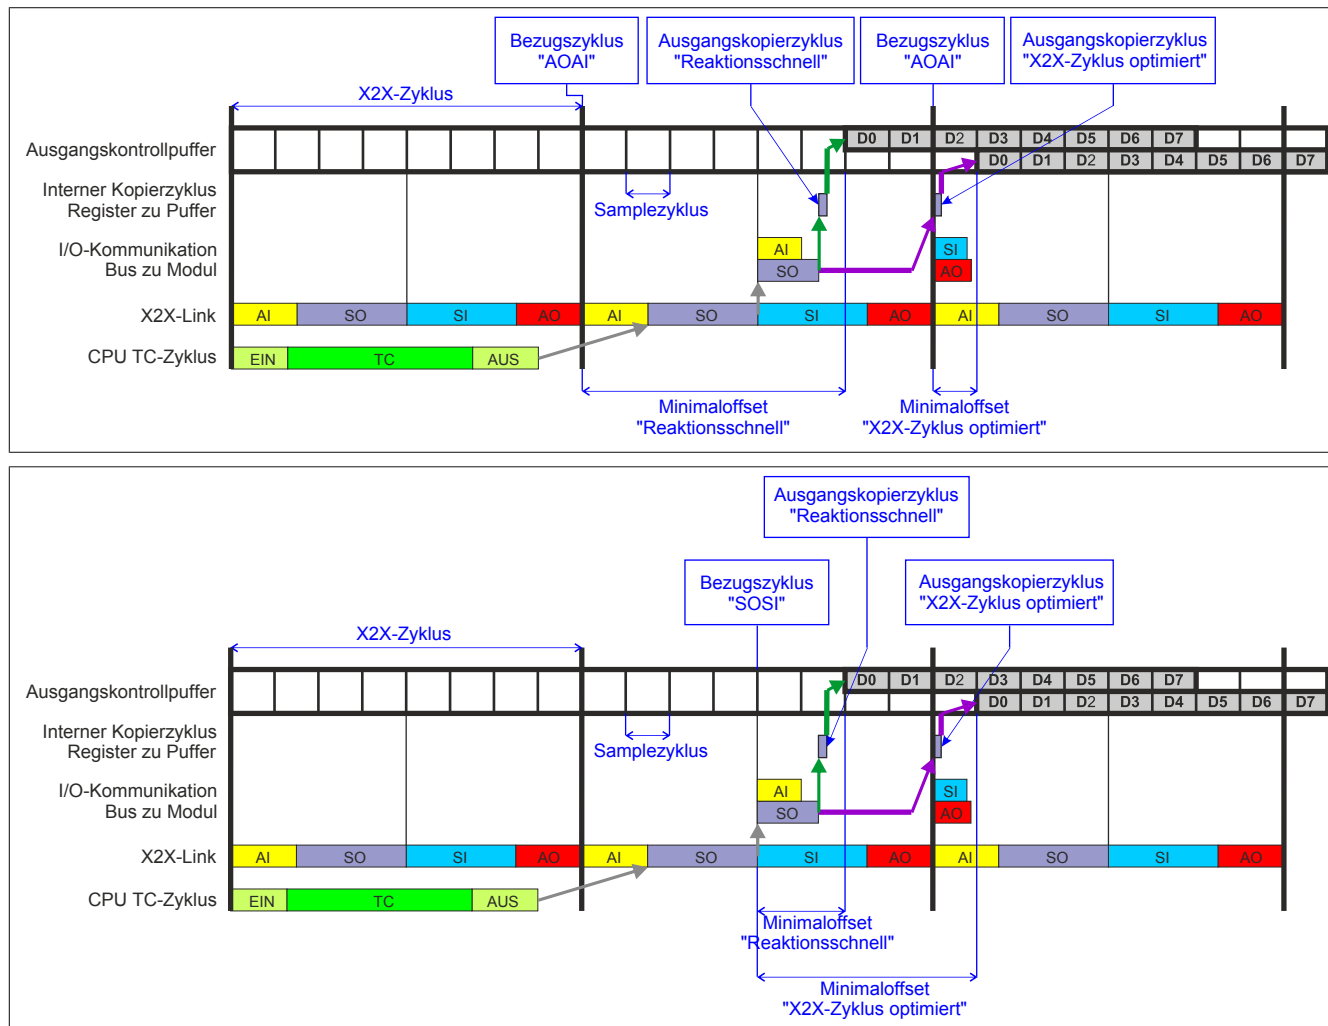 Bezugszyklus
"AOAI"
Ausgangskopierzyklus
"Reaktionsschnell"
Bezugszyklus
"AOAI"
Ausgangskopierzyklus
"X2X-Zyklus optimiert"
X2X-Zyklus
Ausgangskontrollpuffer
D0 D1 D2 D3 D4 D5 D6 D7
D0 D1 D2 D3 D4 D5 D6 D7
Interner Kopierzyklus
Register zu Puffer
Samplezyklus
I/O-Kommunikation
Bus zu Modul
AI
SO
SI
AO
X2X-Link
AI SO SI AO AI SO SI AO AI SO SI AO
CPU TC-Zyklus
EIN TC AUS
Minimaloffset
"Reaktionsschnell"
Minimaloffset
"X2X-Zyklus optimiert"
Ausgangskopierzyklus
"Reaktionsschnell"
Bezugszyklus
"SOSI"
Ausgangskopierzyklus
"X2X-Zyklus optimiert"
X2X-Zyklus
Ausgangskontrollpuffer
D0 D1 D2 D3 D4 D5 D6 D7
D0 D1 D2 D3 D4 D5 D6 D7
Interner Kopierzyklus
Register zu Puffer
Samplezyklus
I/O-Kommunikation
Bus zu Modul
AI
SO
SI
AO
X2X-Link
AI SO SI AO AI SO SI AO AI SO SI AO
CPU TC-Zyklus
EIN TC AUS
Minimaloffset
"Reaktionsschnell"
Minimaloffset
"X2X-Zyklus optimiert"